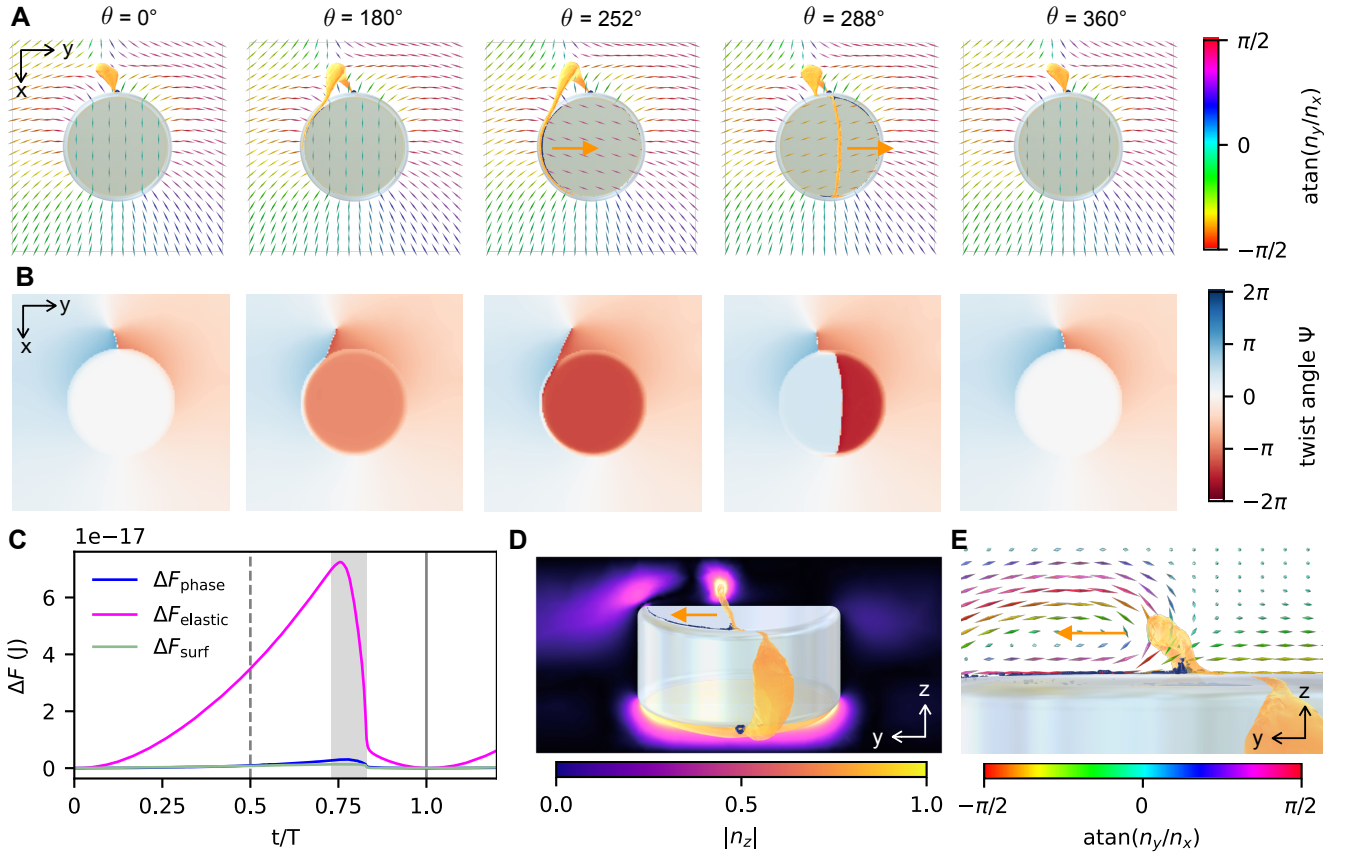 A
θ = 0°
θ = 180°
θ = 252°
θ = 288°
θ = 360°
y
x
π/2
0
−π/2
atan(n_y/n_x)
B
y
x
2π
π
0
−π
−2π
twist angle Ψ
C
1e−17
ΔF_phase
ΔF_elastic
ΔF_surf
ΔF (J)
6
4
2
0
0
0.25
0.5
0.75
1.0
t/T
D
z
y
0.0
0.5
1.0
|n_z|
E
z
y
−π/2
0
π/2
atan(n_y/n_x)